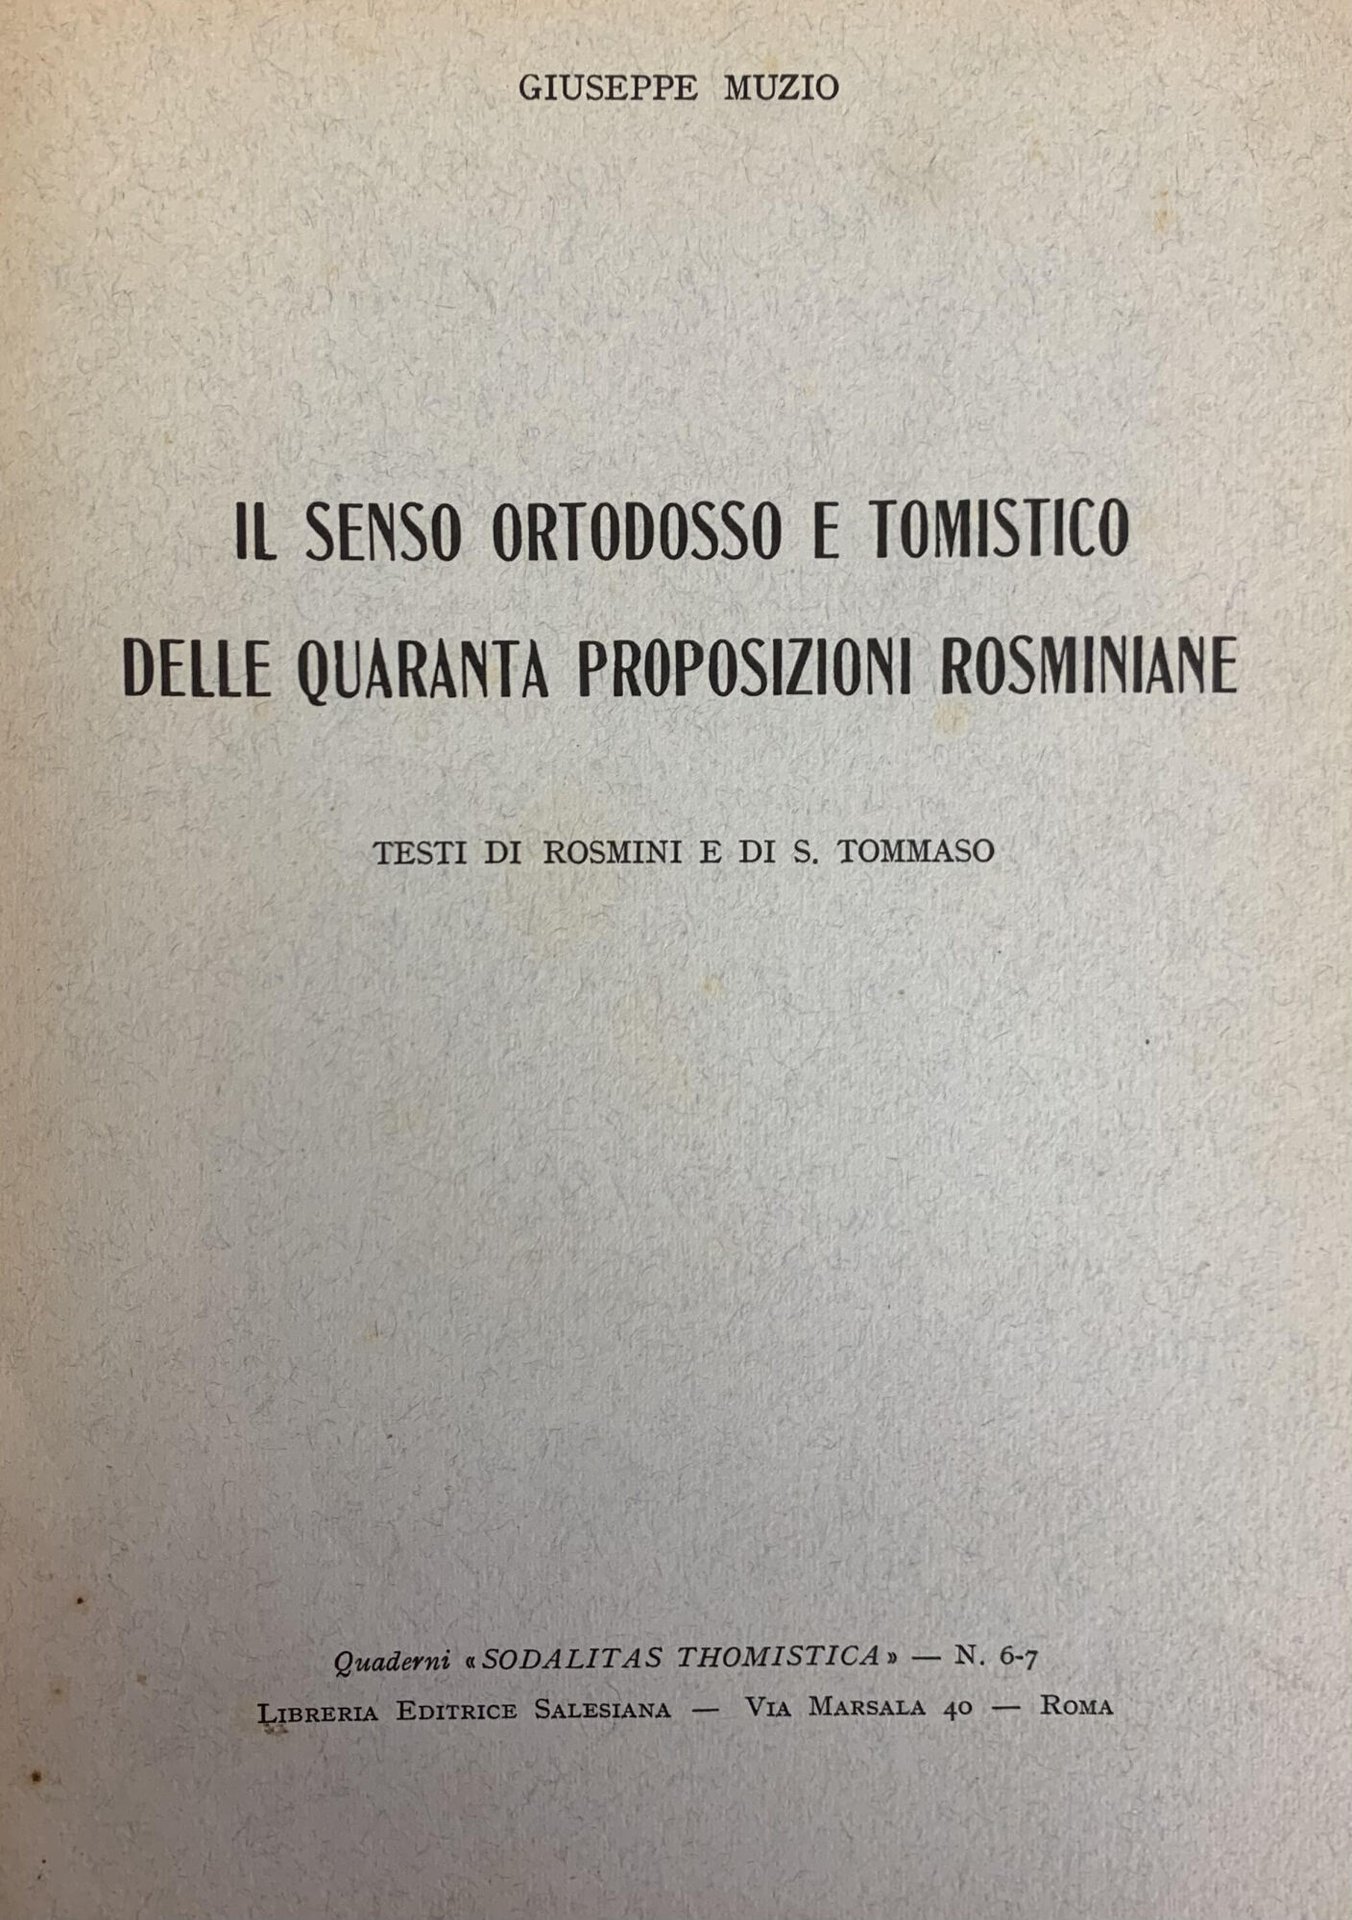 GIUSEPPE MUZIO
IL SENSO ORTODOSSO E TOMISTICO
DELLE QUARANTA PROPOSIZIONI ROSMINIANE
TESTI DI ROSMINI E DI S. TOMMASO
Quaderni «SODALITAS THOMISTICA» — N. 6-7
LIBRERIA EDITRICE SALESIANA — VIA MARSALA 40 — ROMA